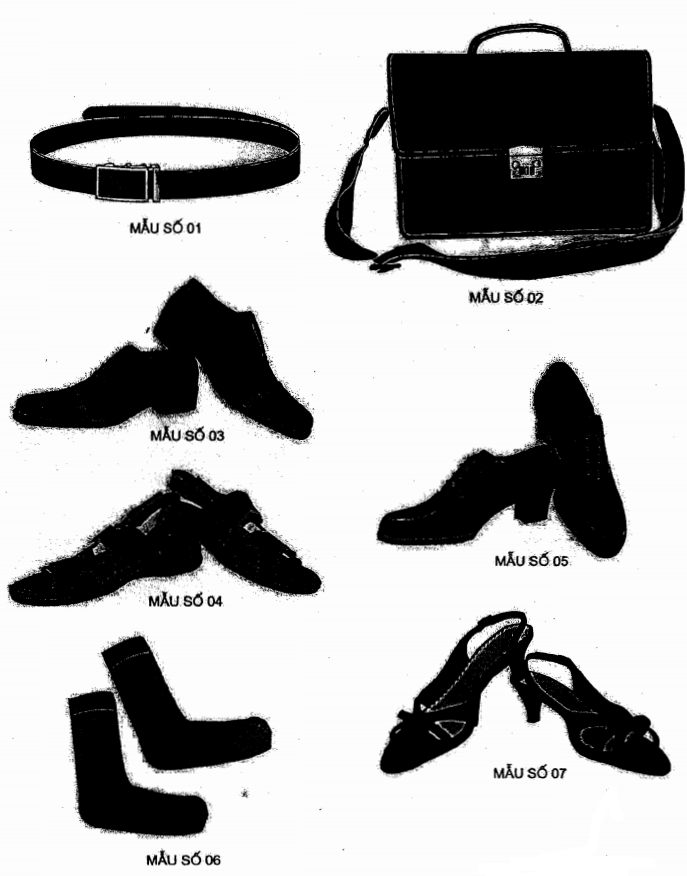 MẪU SỐ 01
MẪU SỐ 02
MẪU SỐ 03
MẪU SỐ 05
MẪU SỐ 04
MẪU SỐ 07
MẪU SỐ 06